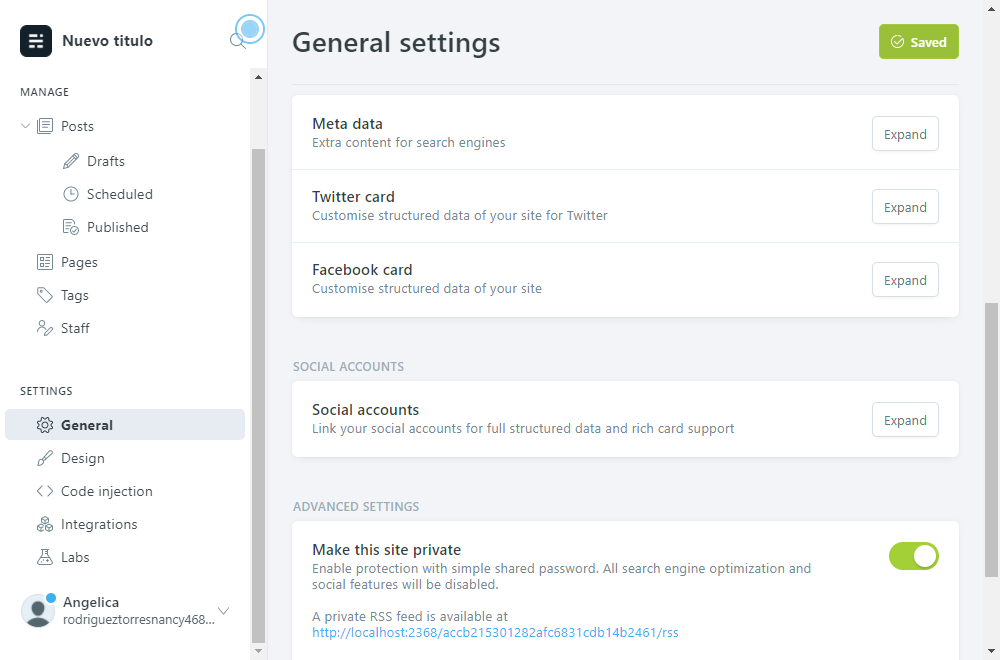 Nuevo titulo
MANAGE
Posts
Drafts
Scheduled
Published
Pages
Tags
Staff
SETTINGS
General
Design
Code injection
Integrations
Labs
Angelica
rodrigueztorresnancy468...
General settings
Saved
Meta data
Extra content for search engines
Expand
Twitter card
Customise structured data of your site for Twitter
Expand
Facebook card
Customise structured data of your site
Expand
SOCIAL ACCOUNTS
Social accounts
Link your social accounts for full structured data and rich card support
Expand
ADVANCED SETTINGS
Make this site private
Enable protection with simple shared password. All search engine optimization and
social features will be disabled.
A private RSS feed is available at
http://localhost:2368/accb215301282afc6831cdb14b2461/rss